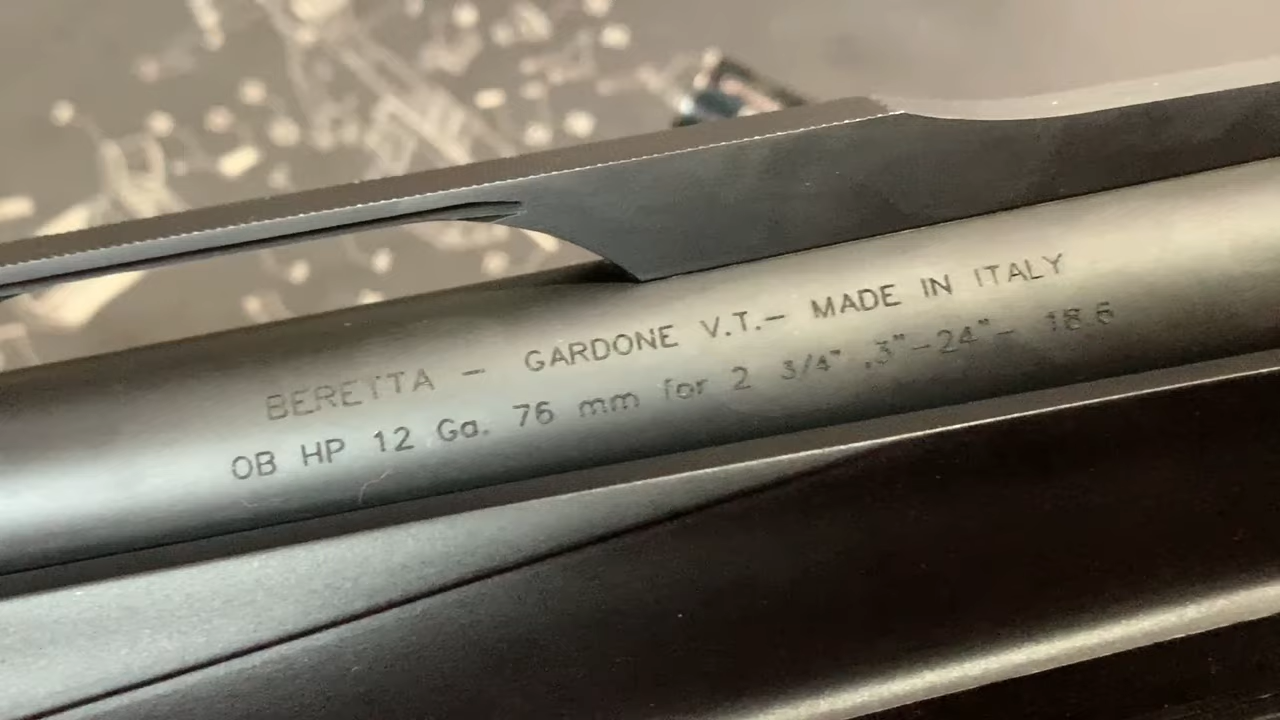 BERETTA - GARDONE V.T.- MADE IN ITALY
OB HP 12 Ga. 76 mm for 2 3/4" ,3"-24"- 18.6